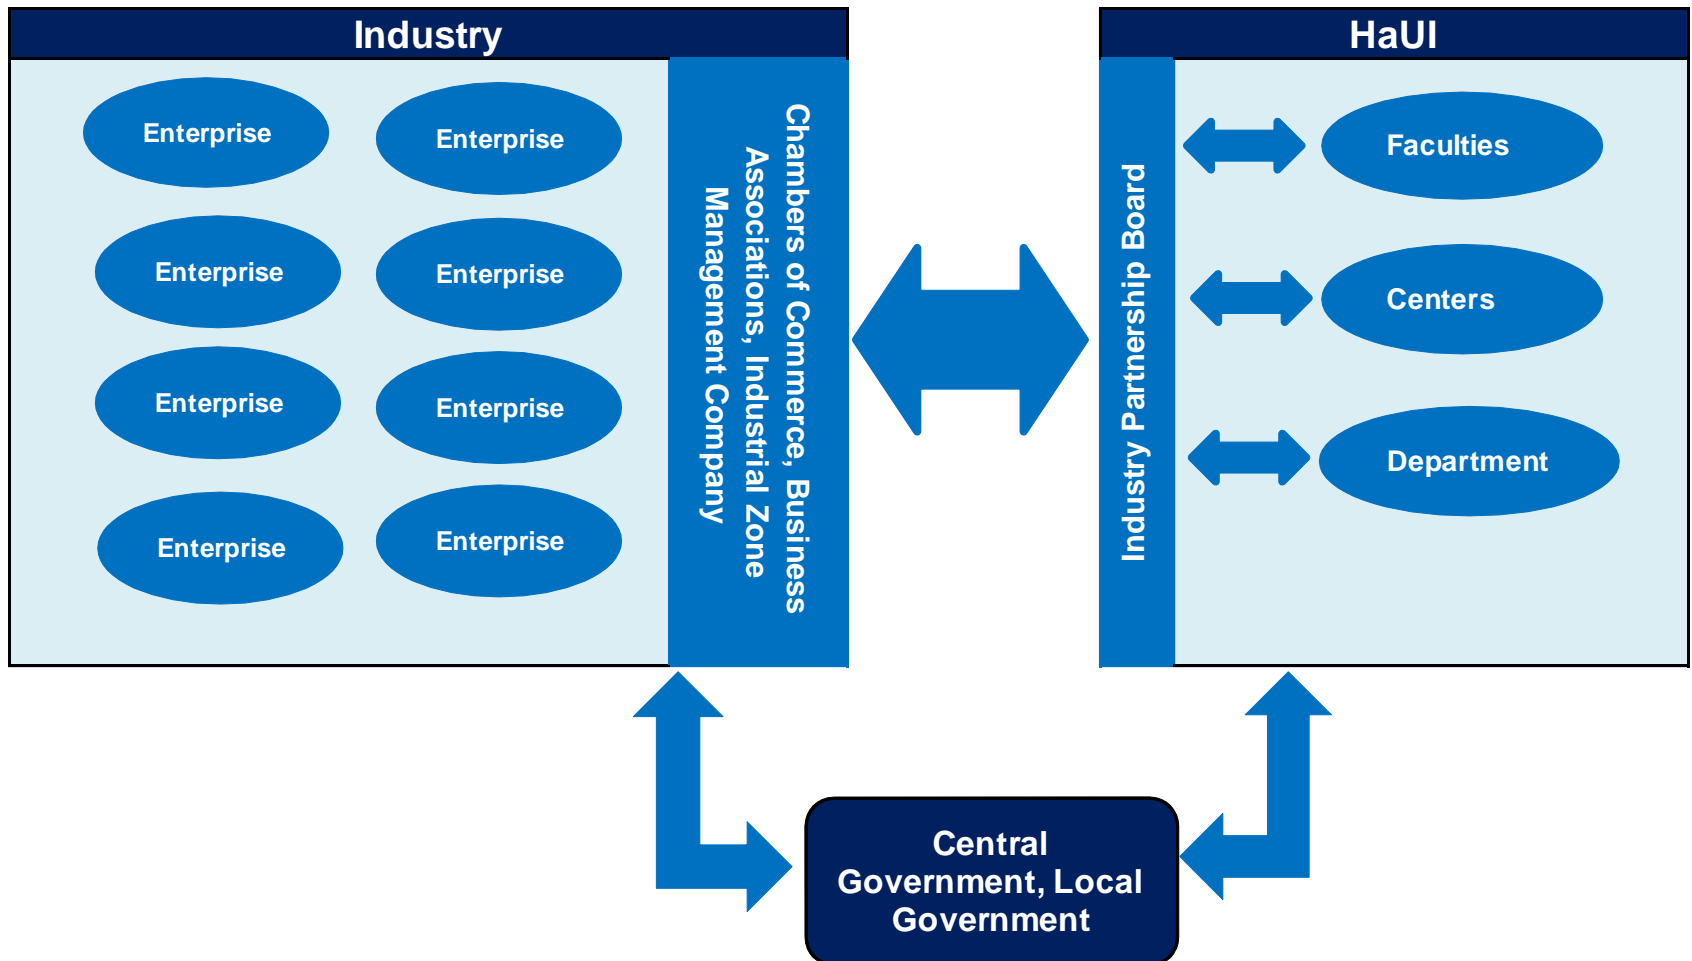 Industry
Enterprise
Enterprise
Enterprise
Enterprise
Enterprise
Enterprise
Enterprise
Enterprise
Chambers of Commerce, Business
Associations, Industrial Zone
Management Company
HaUI
Industry Partnership Board
Faculties
Centers
Department
Central
Government, Local
Government